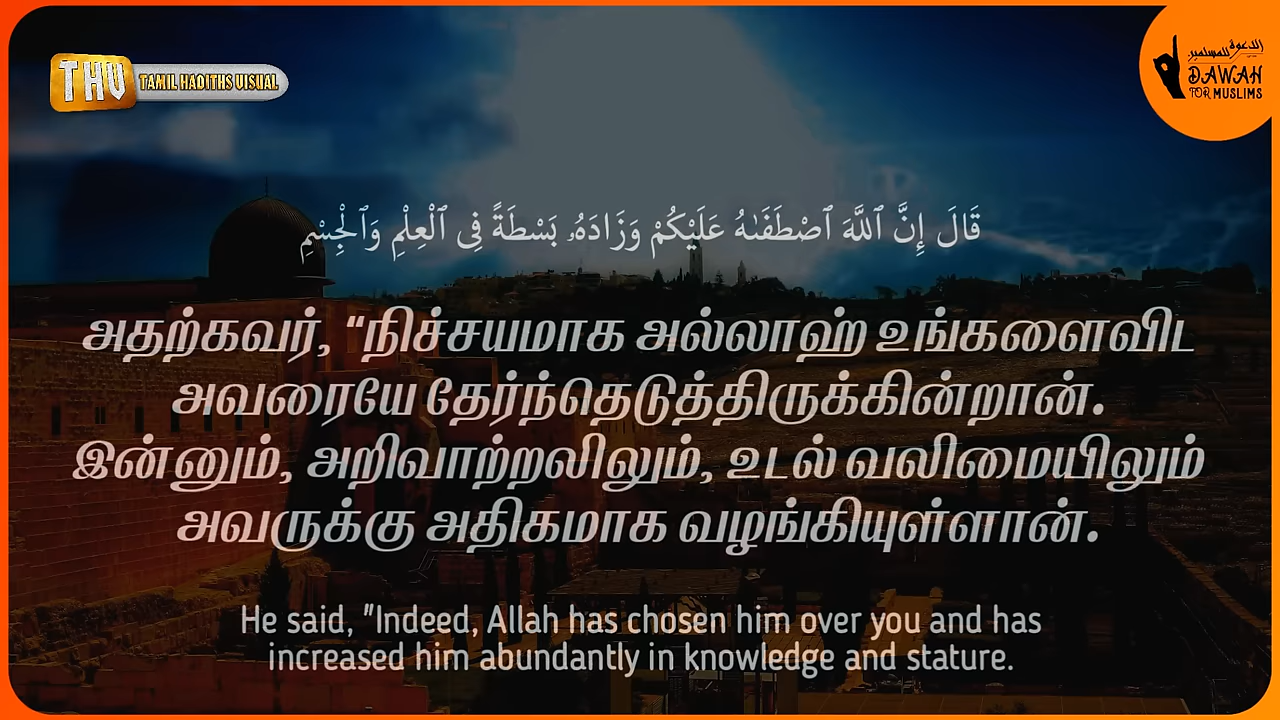 THV
TAMIL HADITHS VISUAL
الدعوة للمسلمين
DAWAH
FOR MUSLIMS
قَالَ إِنَّ ٱللَّهَ ٱصْطَفَىٰهُ عَلَيْكُمْ وَزَادَهُۥ بَسْطَةً فِى ٱلْعِلْمِ وَٱلْجِسْمِ
அதற்கவர், “நிச்சயமாக அல்லாஹ் உங்களைவிட
அவரையே தேர்ந்தெடுத்திருக்கின்றான்.
இன்னும், அறிவாற்றலிலும், உடல் வலிமையிலும்
அவருக்கு அதிகமாக வழங்கியுள்ளான்.
He said, "Indeed, Allah has chosen him over you and has
increased him abundantly in knowledge and stature.